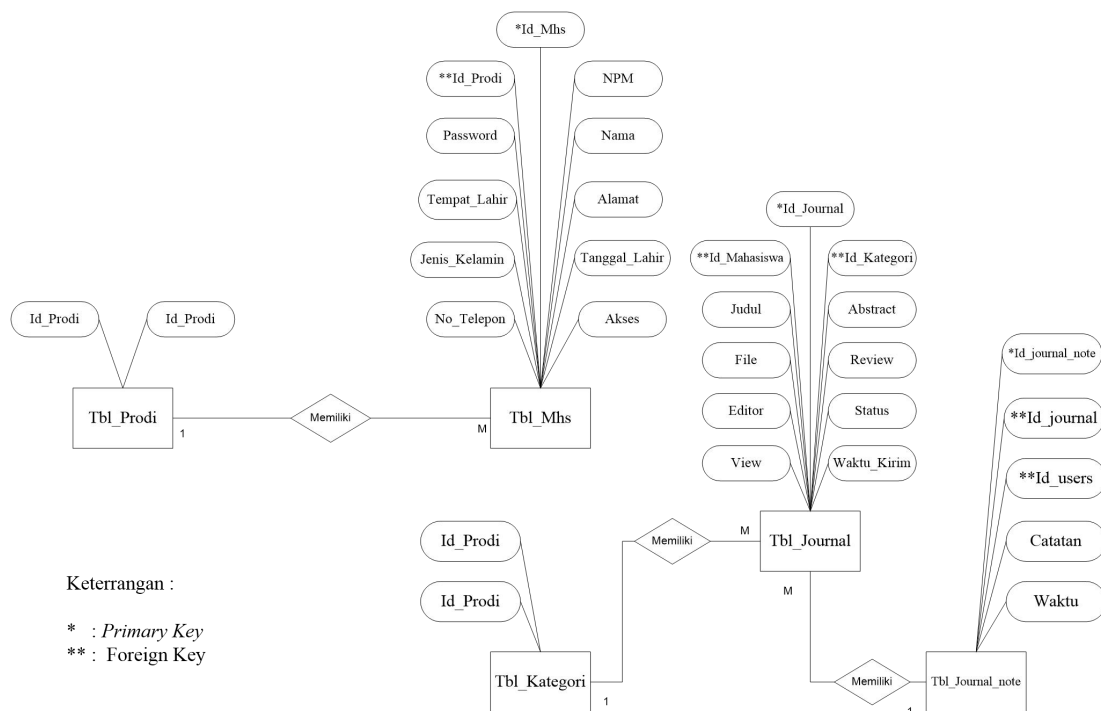 *Id_Mhs
**Id_Prodi
NPM
Password
Nama
Tempat_Lahir
Alamat
Jenis_Kelamin
Tanggal_Lahir
No_Telepon
Akses
Id_Prodi
Id_Prodi
Tbl_Prodi
1
Memiliki
M
Tbl_Mhs
*Id_Journal
**Id_Mahasiswa
**Id_Kategori
Judul
Abstract
File
Review
Editor
Status
View
Waktu_Kirim
Tbl_Journal
M
M
Memiliki
*Id_journal_note
**Id_journal
**Id_users
Catatan
Waktu
Tbl_Journal_note
1
Memiliki
Id_Prodi
Id_Prodi
Tbl_Kategori
1
Keterrangan :
* : Primary Key
** : Foreign Key